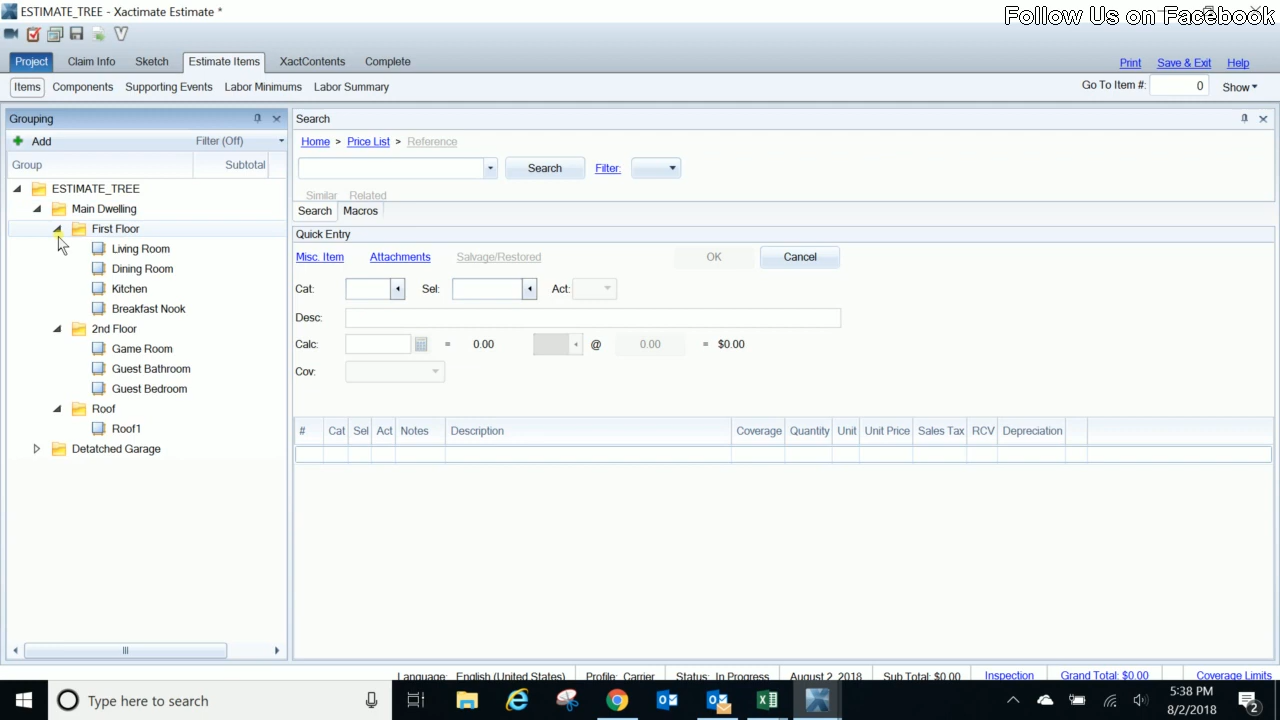 ESTIMATE_TREE - Xactimate Estimate *
Follow Us on Facebook
Project Claim Info Sketch Estimate Items XactContents Complete
Print Save & Exit Help
Items Components Supporting Events Labor Minimums Labor Summary
Go To Item #: 0 Show
Grouping
Search
Add Filter (Off)
Home > Price List > Reference
Group Subtotal
Search Filter:
ESTIMATE_TREE
Similar Related
Main Dwelling
Search Macros
First Floor
Quick Entry
Living Room
Misc. Item Attachments Salvage/Restored OK Cancel
Dining Room
Kitchen
Cat: Sel: Act:
Breakfast Nook
Desc:
2nd Floor
Game Room
Calc: = 0.00 @ 0.00 = $0.00
Guest Bathroom
Cov:
Guest Bedroom
Roof
Roof1
# Cat Sel Act Notes Description Coverage Quantity Unit Unit Price Sales Tax RCV Depreciation
Detatched Garage
Language: English (United States) Profile: Carrier Status: In Progress August 2, 2018 Sub Total: $0.00 Inspection Grand Total: $0.00 Coverage Limits
Type here to search
5:38 PM
8/2/2018
2